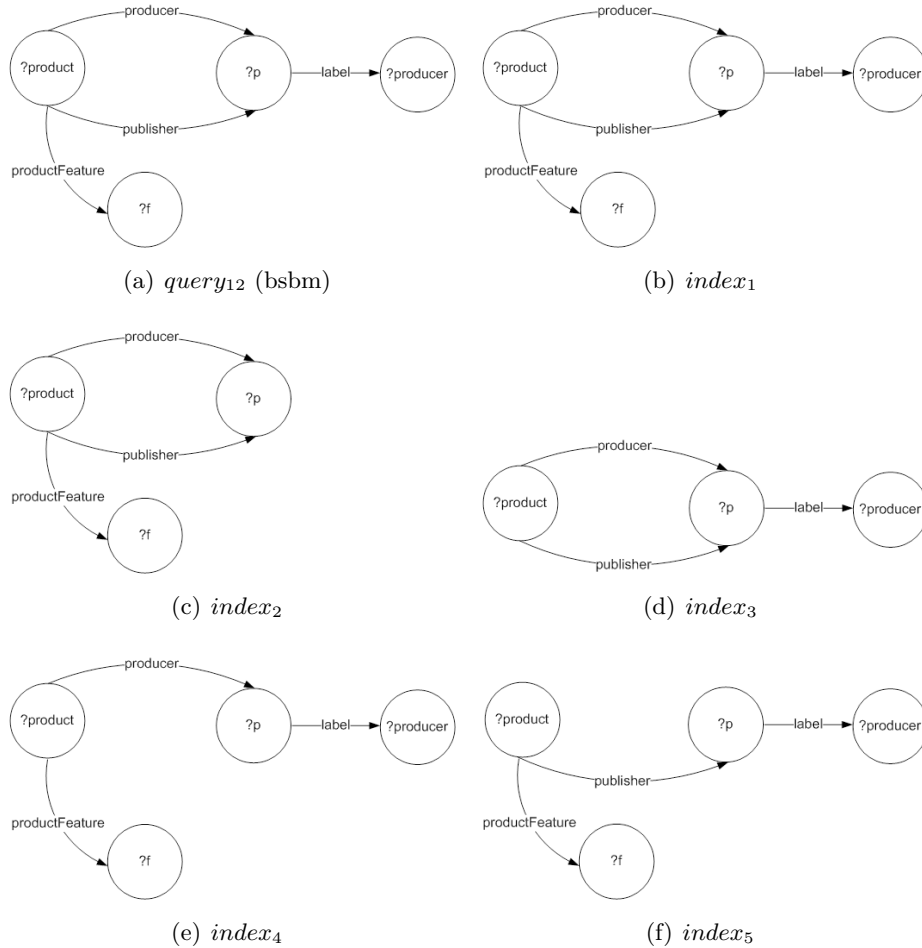 producer
?product
?p
label
?producer
publisher
productFeature
?f
(a) query12 (bsbm)
producer
?product
?p
label
?producer
publisher
productFeature
?f
(b) index1
producer
?product
?p
publisher
productFeature
?f
(c) index2
producer
?product
?p
label
?producer
publisher
(d) index3
producer
?product
?p
label
?producer
productFeature
?f
(e) index4
?product
?p
label
?producer
publisher
productFeature
?f
(f) index5